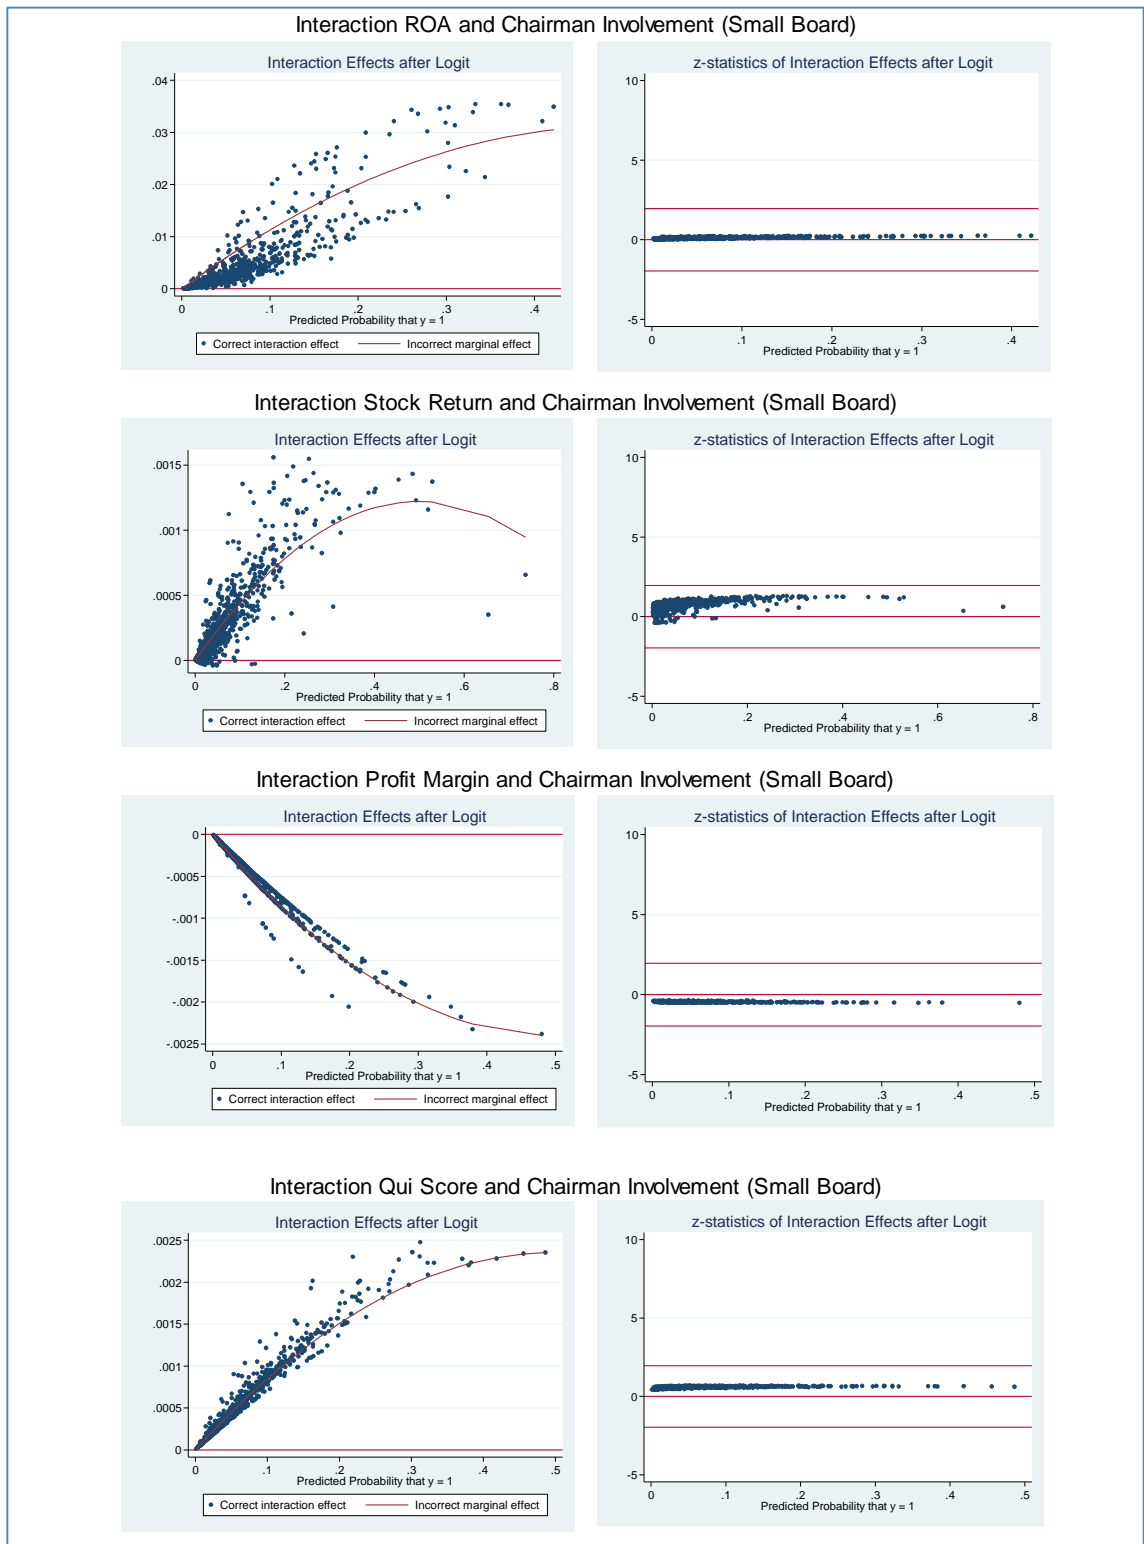 Interaction ROA and Chairman Involvement (Small Board)
Interaction Effects after Logit
.04
.03
.02
.01
0
0 .1 .2 .3 .4
Predicted Probability that y = 1
Correct interaction effect Incorrect marginal effect
z-statistics of Interaction Effects after Logit
10
5
0
-5
0 .1 .2 .3 .4
Predicted Probability that y = 1
Interaction Stock Return and Chairman Involvement (Small Board)
Interaction Effects after Logit
.0015
.001
.0005
0
0 .2 .4 .6 .8
Predicted Probability that y = 1
Correct interaction effect Incorrect marginal effect
z-statistics of Interaction Effects after Logit
10
5
0
-5
0 .2 .4 .6 .8
Predicted Probability that y = 1
Interaction Profit Margin and Chairman Involvement (Small Board)
Interaction Effects after Logit
0
-.0005
-.001
-.0015
-.002
-.0025
0 .1 .2 .3 .4 .5
Predicted Probability that y = 1
Correct interaction effect Incorrect marginal effect
z-statistics of Interaction Effects after Logit
10
5
0
-5
0 .1 .2 .3 .4 .5
Predicted Probability that y = 1
Interaction Qui Score and Chairman Involvement (Small Board)
Interaction Effects after Logit
.0025
.002
.0015
.001
.0005
0
0 .1 .2 .3 .4 .5
Predicted Probability that y = 1
Correct interaction effect Incorrect marginal effect
z-statistics of Interaction Effects after Logit
10
5
0
-5
0 .1 .2 .3 .4 .5
Predicted Probability that y = 1